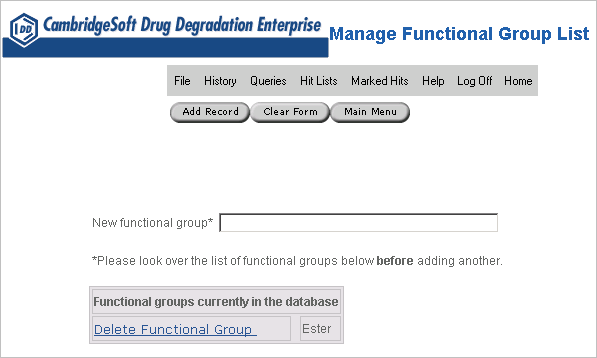 DD CambridgeSoft Drug Degradation Enterprise Manage Functional Group List
File History Queries Hit Lists Marked Hits Help Log Off Home
Add Record Clear Form Main Menu
New functional group*
*Please look over the list of functional groups below before adding another.
Functional groups currently in the database
Delete Functional Group Enter